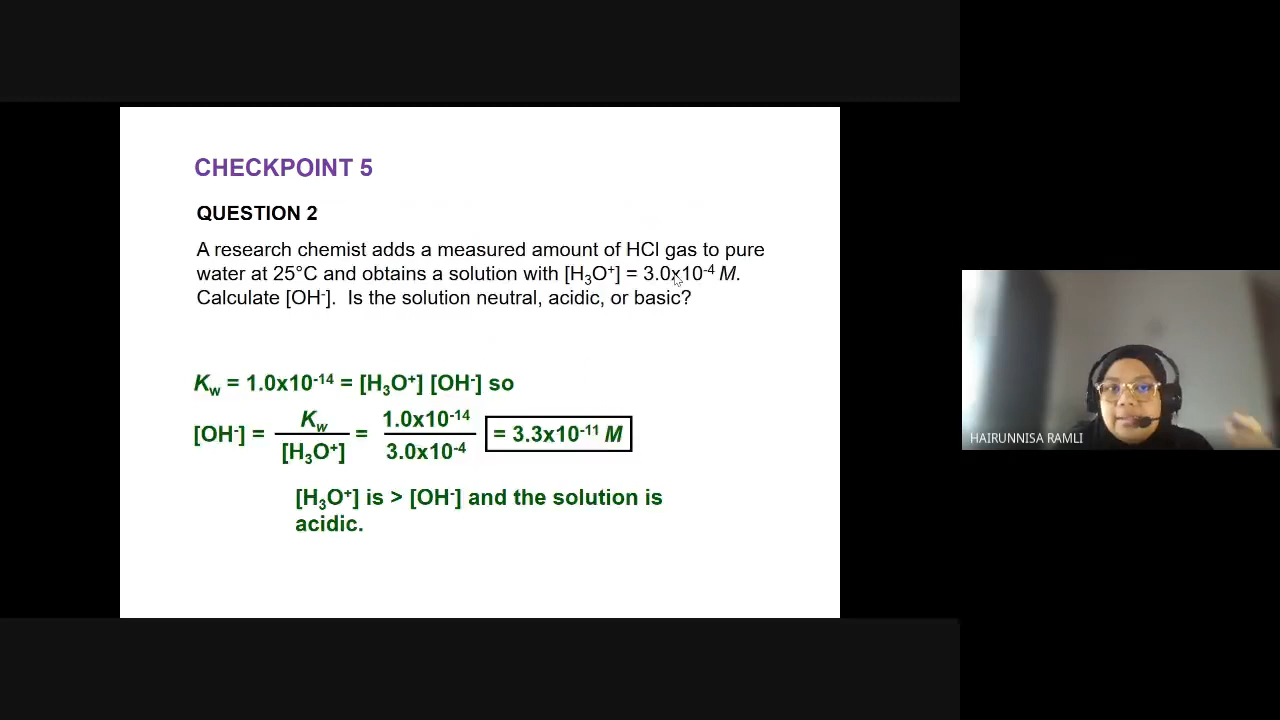 CHECKPOINT 5
QUESTION 2
A research chemist adds a measured amount of HCl gas to pure
water at 25°C and obtains a solution with [H₃O⁺] = 3.0x10⁻⁴ M.
Calculate [OH⁻]. Is the solution neutral, acidic, or basic?
K_w = 1.0x10⁻¹⁴ = [H₃O⁺] [OH⁻] so
[OH⁻] = K_w / [H₃O⁺] = 1.0x10⁻¹⁴ / 3.0x10⁻⁴ = 3.3x10⁻¹¹ M
[H₃O⁺] is > [OH⁻] and the solution is
acidic.
HAIRUNNISA RAMLI